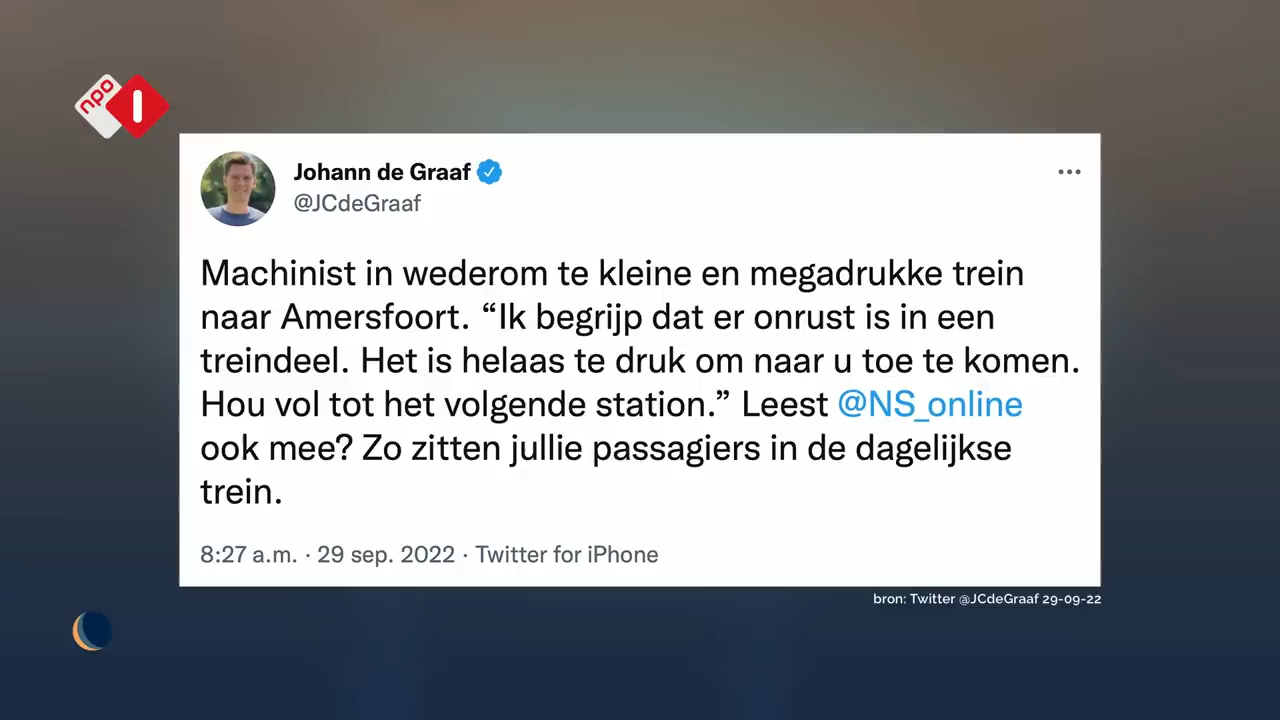 npo
1
Johann de Graaf
@JCdeGraaf
Machinist in wederom te kleine en megadrukke trein
naar Amersfoort. “Ik begrijp dat er onrust is in een
treindeel. Het is helaas te druk om naar u toe te komen.
Hou vol tot het volgende station.” Leest @NS_online
ook mee? Zo zitten jullie passagiers in de dagelijkse
trein.
8:27 a.m. · 29 sep. 2022 · Twitter for iPhone
bron: Twitter @JCdeGraaf 29-09-22